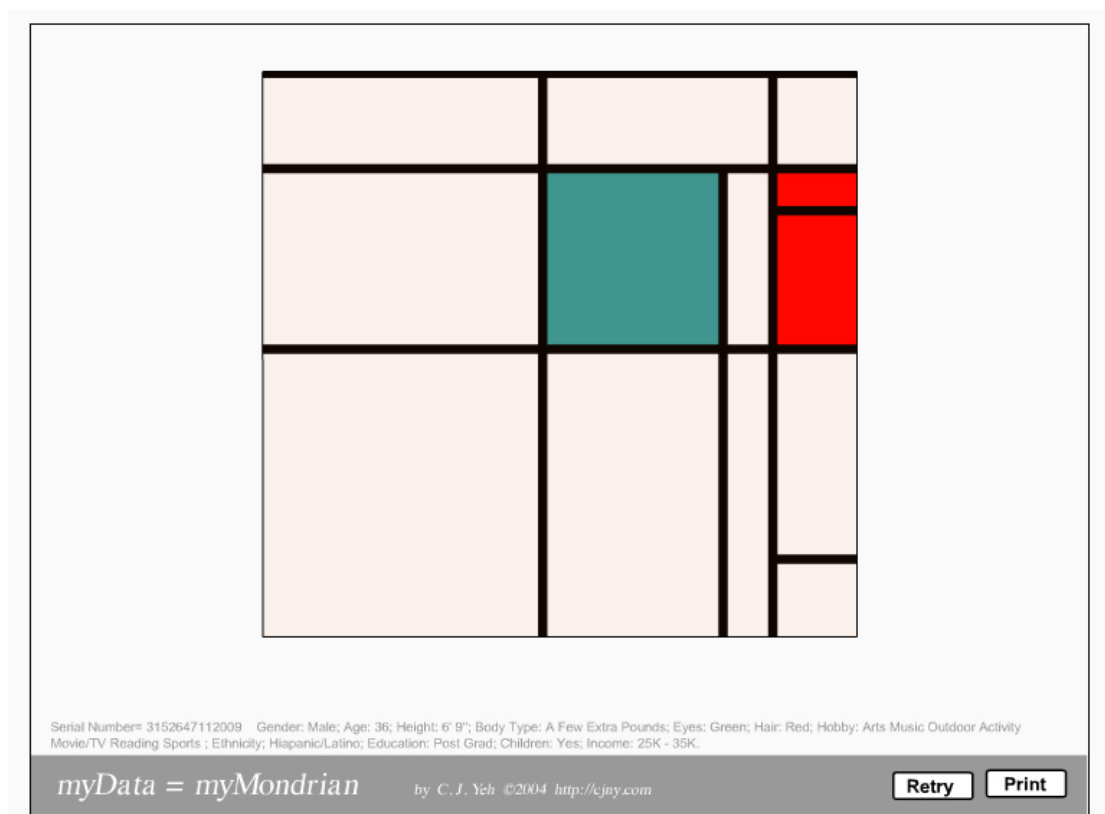 Serial Number= 3152647112009    Gender: Male; Age: 36; Height: 6' 9"; Body Type: A Few Extra Pounds; Eyes: Green; Hair: Red; Hobby: Arts Music Outdoor Activity
Movie/TV Reading Sports ; Ethnicity; Hiapanic/Latino; Education: Post Grad; Children: Yes; Income: 25K - 35K.
myData = myMondrian by C.J. Yeh ©2004 http://cjny.com Retry Print